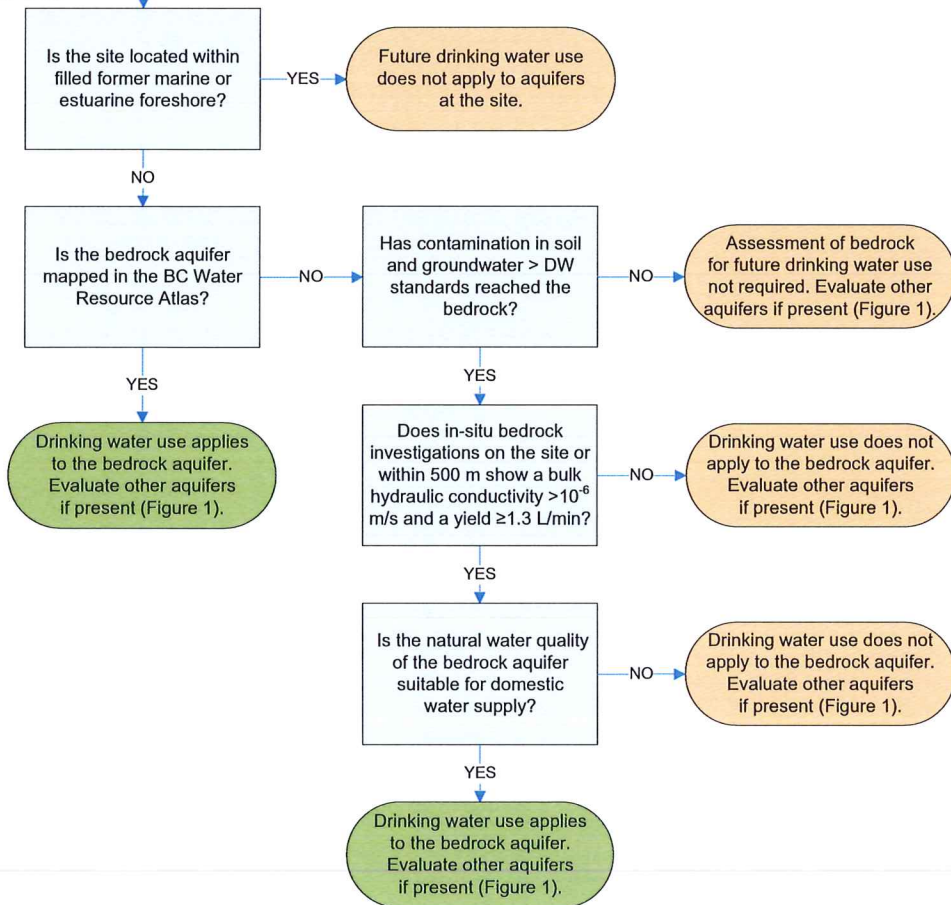 Is the site located within
filled former marine or
estuarine foreshore?
YES
Future drinking water use
does not apply to aquifers
at the site.
NO
Is the bedrock aquifer
mapped in the BC Water
Resource Atlas?
NO
Has contamination in soil
and groundwater > DW
standards reached the
bedrock?
NO
Assessment of bedrock
for future drinking water use
not required. Evaluate other
aquifers if present (Figure 1).
YES
Drinking water use applies
to the bedrock aquifer.
Evaluate other aquifers
if present (Figure 1).
YES
Does in-situ bedrock
investigations on the site or
within 500 m show a bulk
hydraulic conductivity >10⁻⁶
m/s and a yield ≥1.3 L/min?
NO
Drinking water use does not
apply to the bedrock aquifer.
Evaluate other aquifers
if present (Figure 1).
YES
Is the natural water quality
of the bedrock aquifer
suitable for domestic
water supply?
NO
Drinking water use does not
apply to the bedrock aquifer.
Evaluate other aquifers
if present (Figure 1).
YES
Drinking water use applies
to the bedrock aquifer.
Evaluate other aquifers
if present (Figure 1).